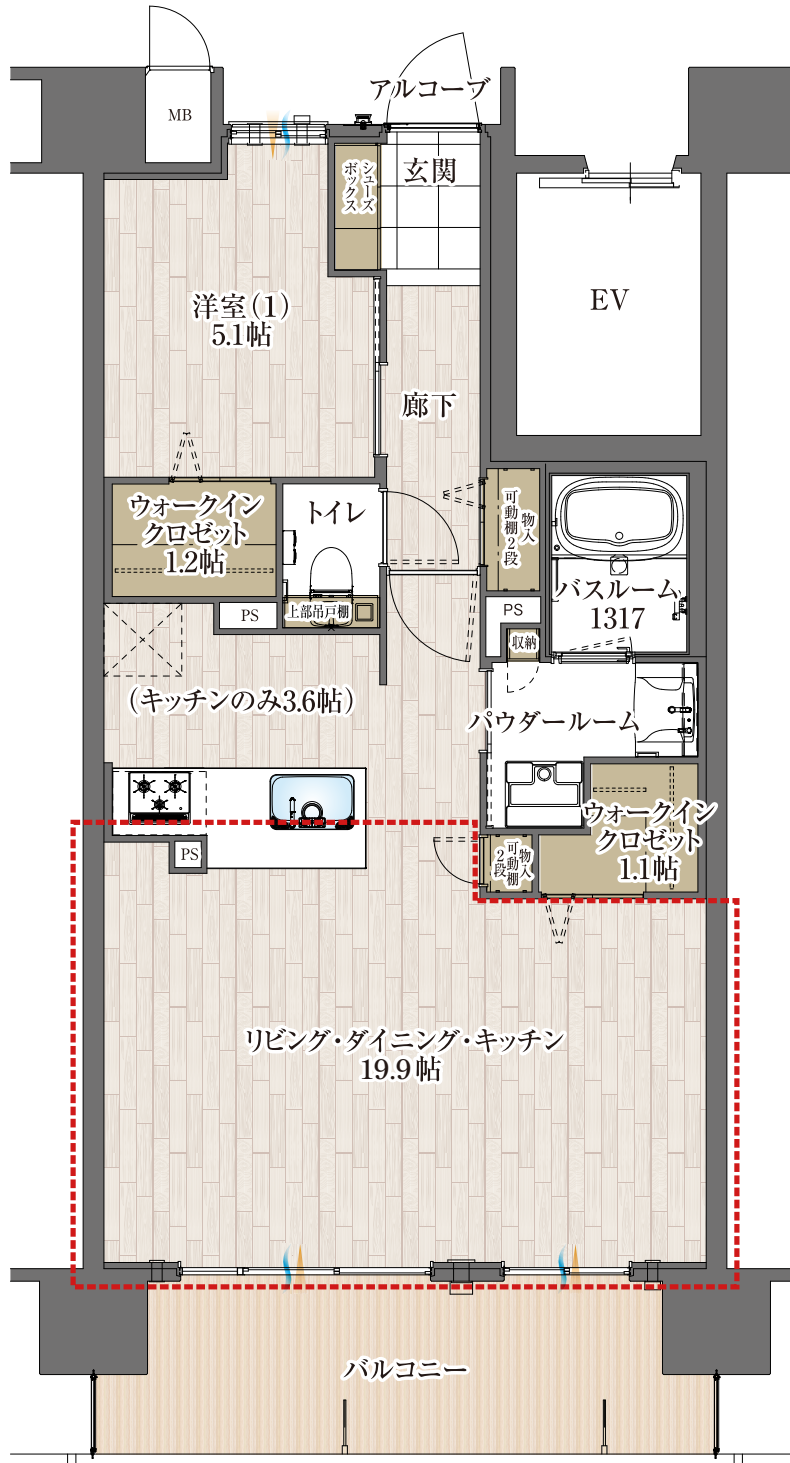 アルコーブ
MB
シューズ
ボックス
玄関
EV
洋室(1)
5.1帖
廊下
ウォークイン
クロゼット
1.2帖
トイレ
物入
可動棚2段
バスルーム
1317
PS
上部吊戸棚
PS
収納
(キッチンのみ3.6帖)
パウダールーム
ウォークイン
クロゼット
1.1帖
PS
物入
可動棚
2段
リビング・ダイニング・キッチン
19.9帖
バルコニー